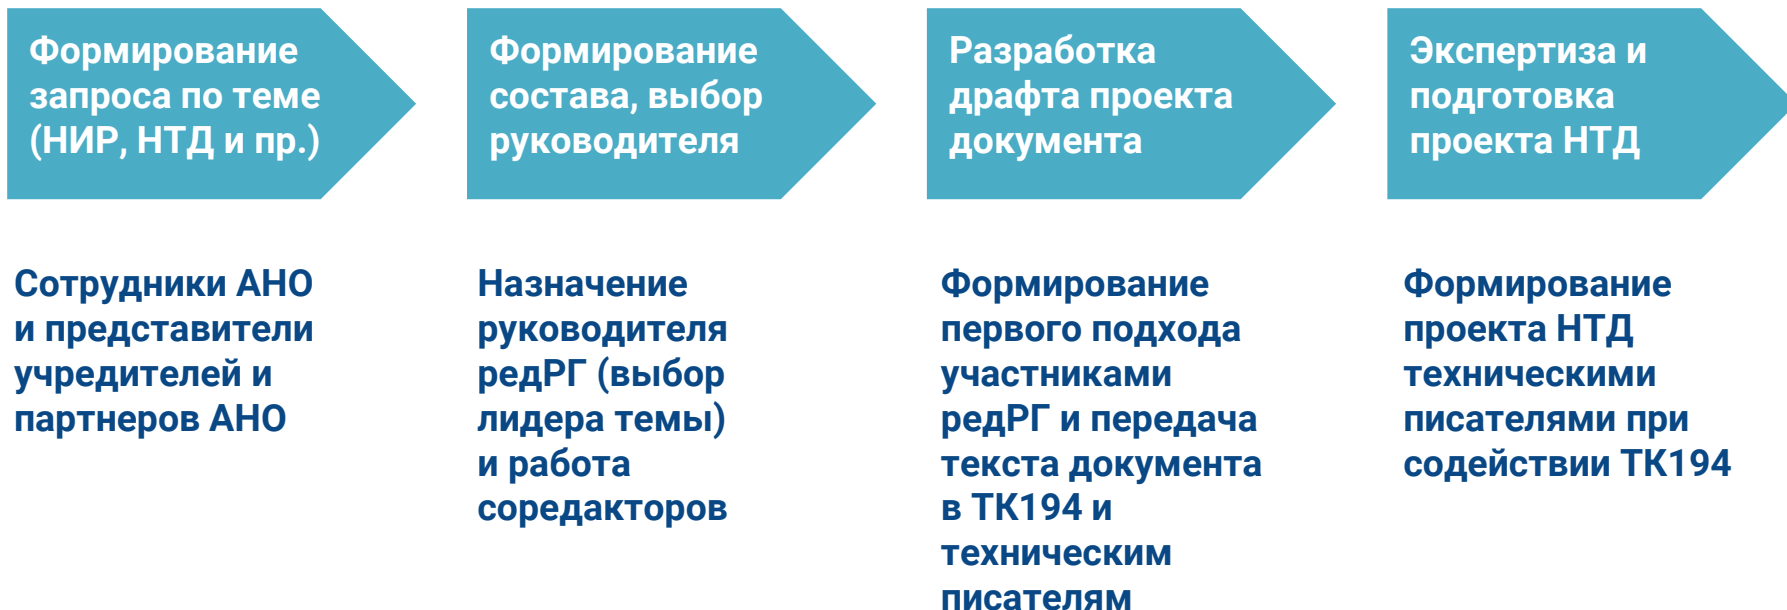 Формирование
запроса по теме
(НИР, НТД и пр.)
Формирование
состава, выбор
руководителя
Разработка
драфта проекта
документа
Экспертиза и
подготовка
проекта НТД
Сотрудники АНО
и представители
учредителей и
партнеров АНО
Назначение
руководителя
редРГ (выбор
лидера темы)
и работа
соредакторов
Формирование
первого подхода
участниками
редРГ и передача
текста документа
в ТК194 и
техническим
писателям
Формирование
проекта НТД
техническими
писателями при
содействии ТК194